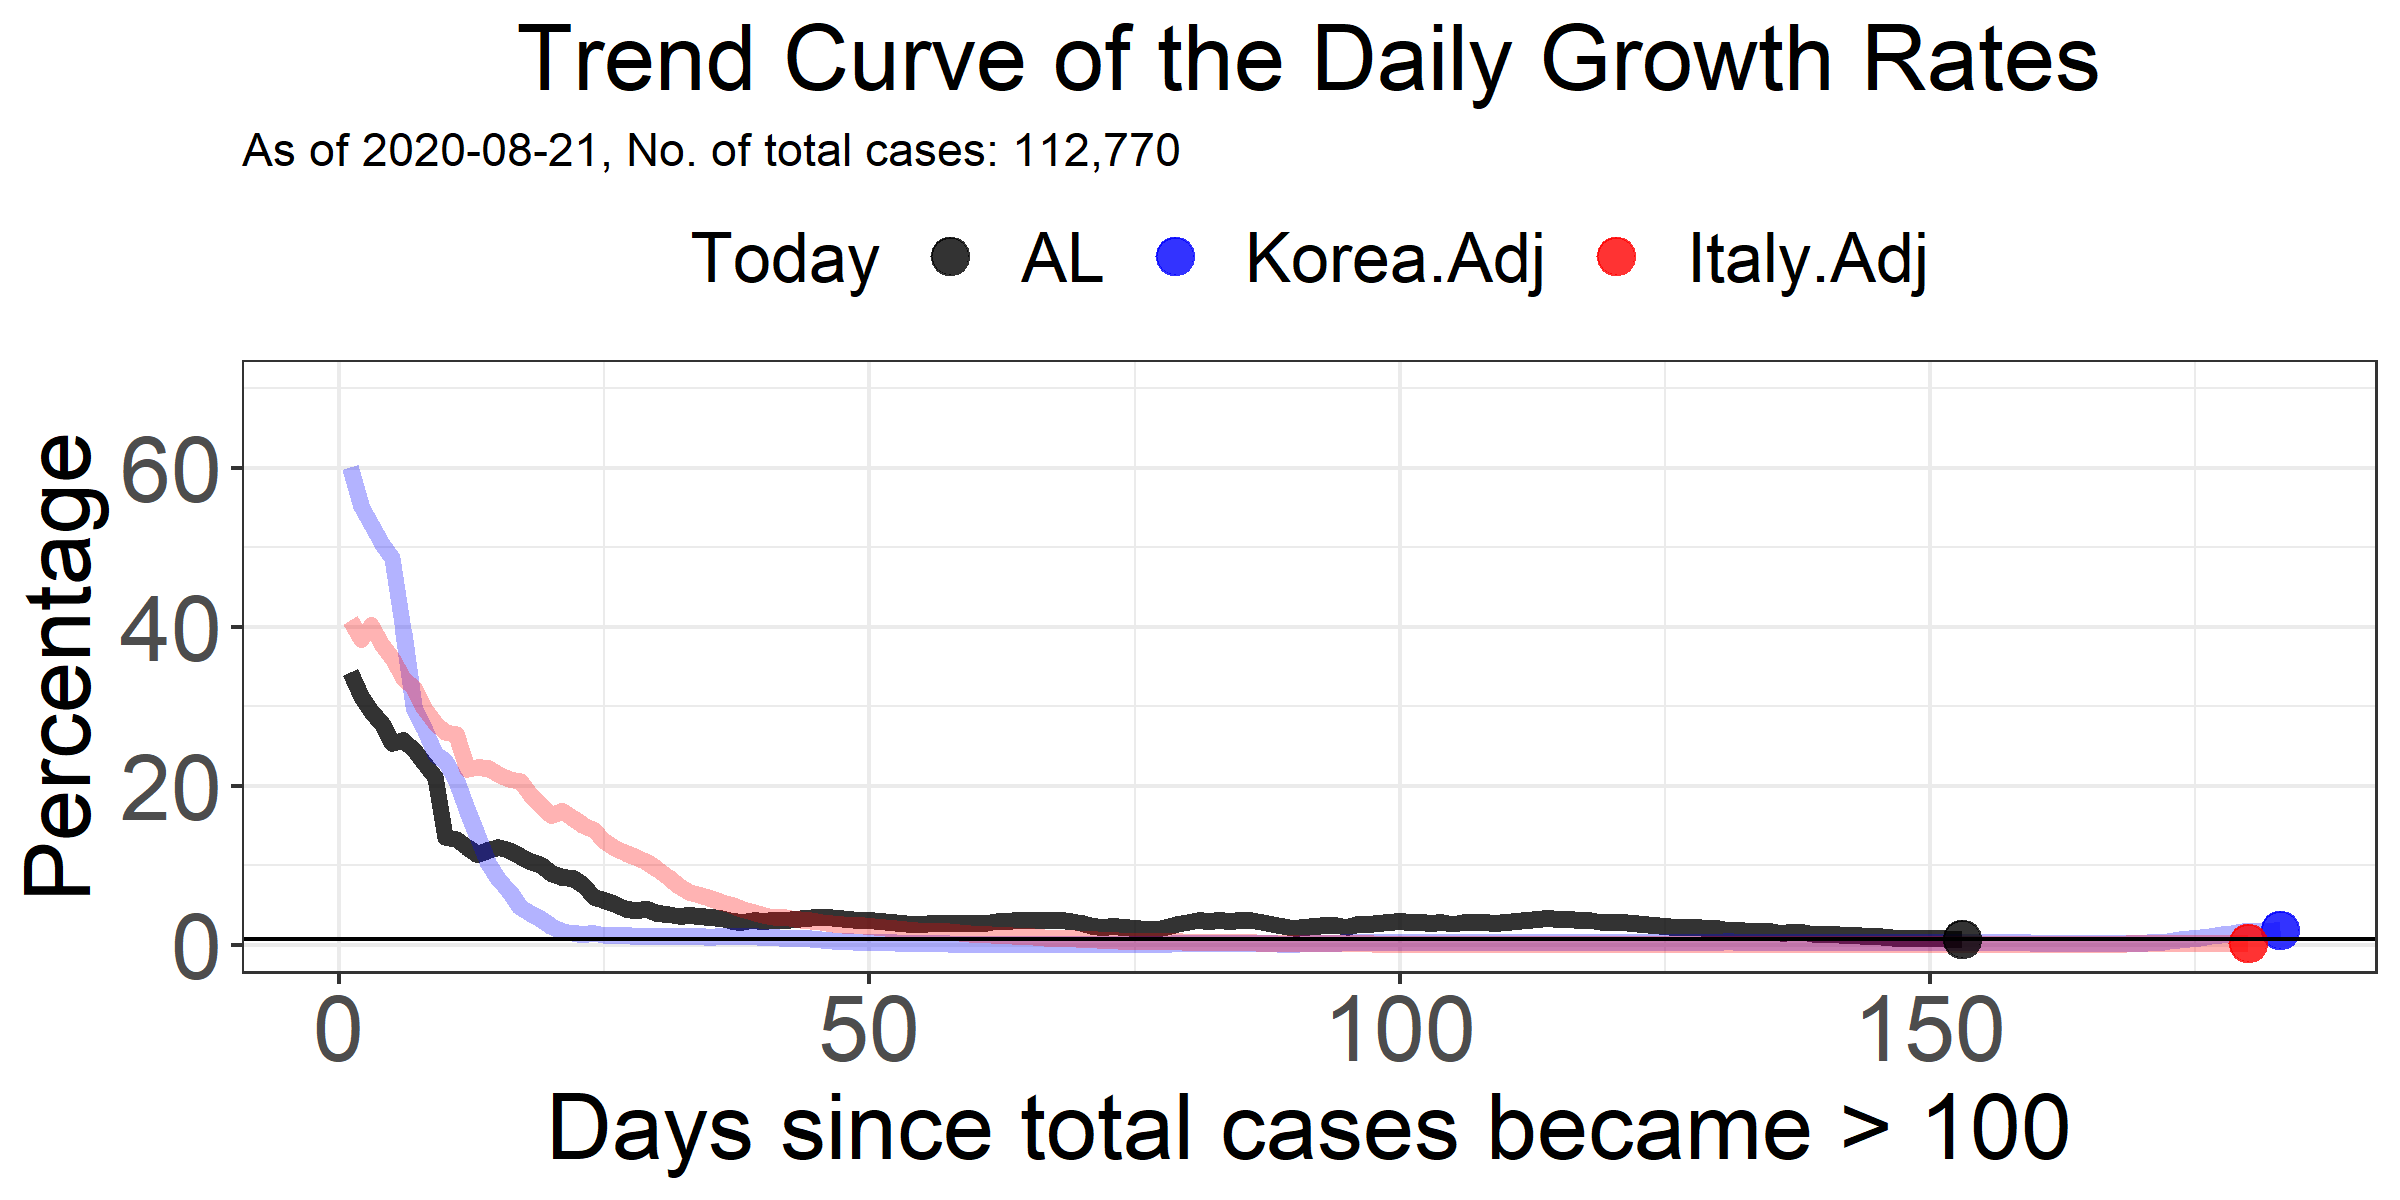 Trend Curve of the Daily Growth Rates
As of 2020-08-21, No. of total cases: 112,770
Today AL Korea.Adj Italy.Adj
Percentage
60
40
20
0
0 50 100 150
Days since total cases became > 100